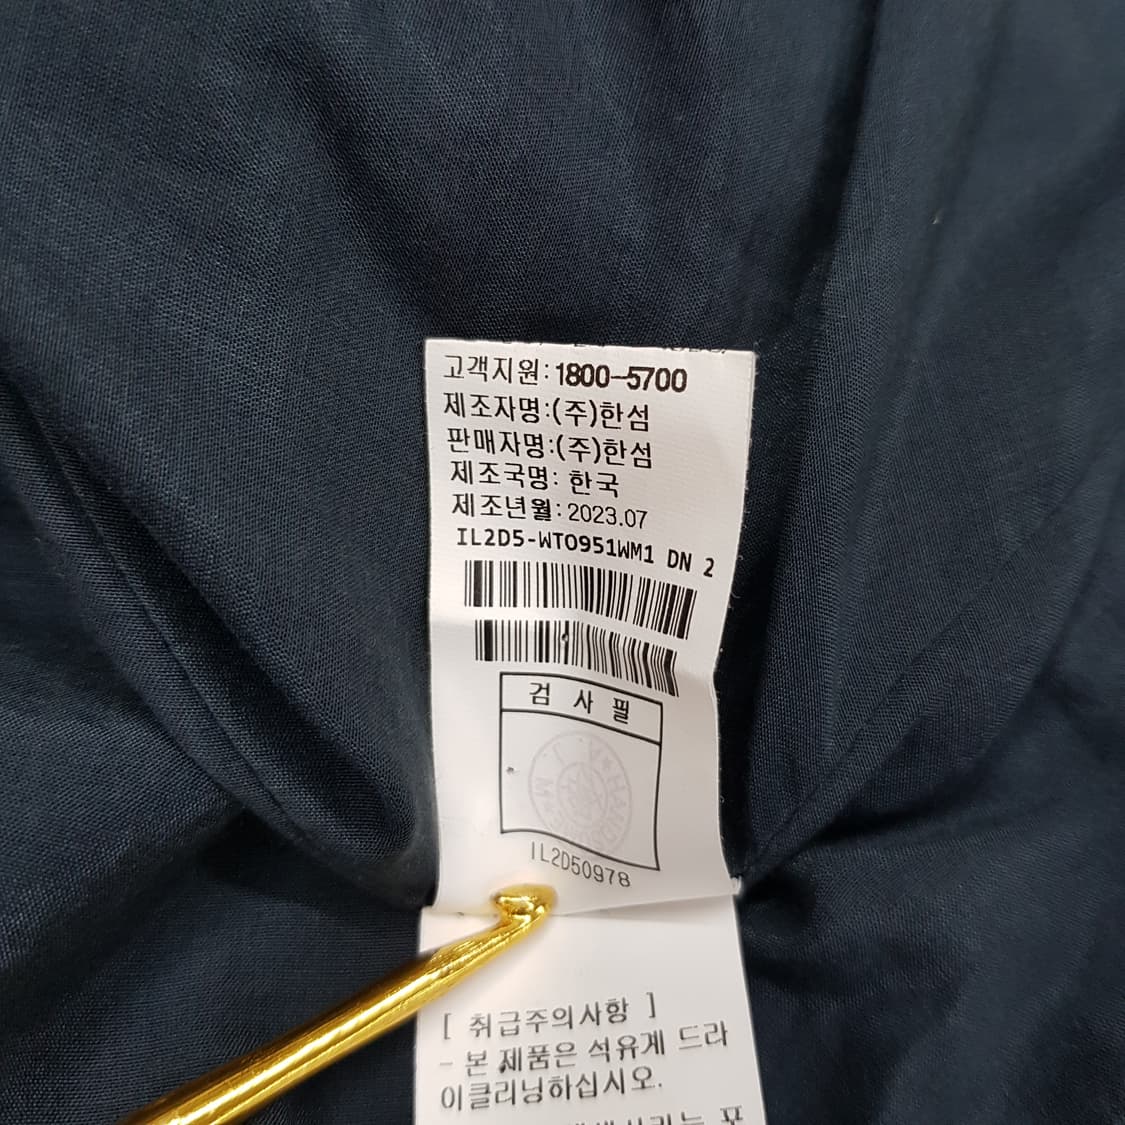 고객지원:1800-5700
제조자명:(주)한섬
판매자명:(주)한섬
제조국명: 한국
제조년월:2023.07
IL2D5-WTO951WM1 DN 2
검 사 필
IL2D50978
[ 취급주의사항 ]
- 본 제품은 석유계 드라
이클리닝하십시오.